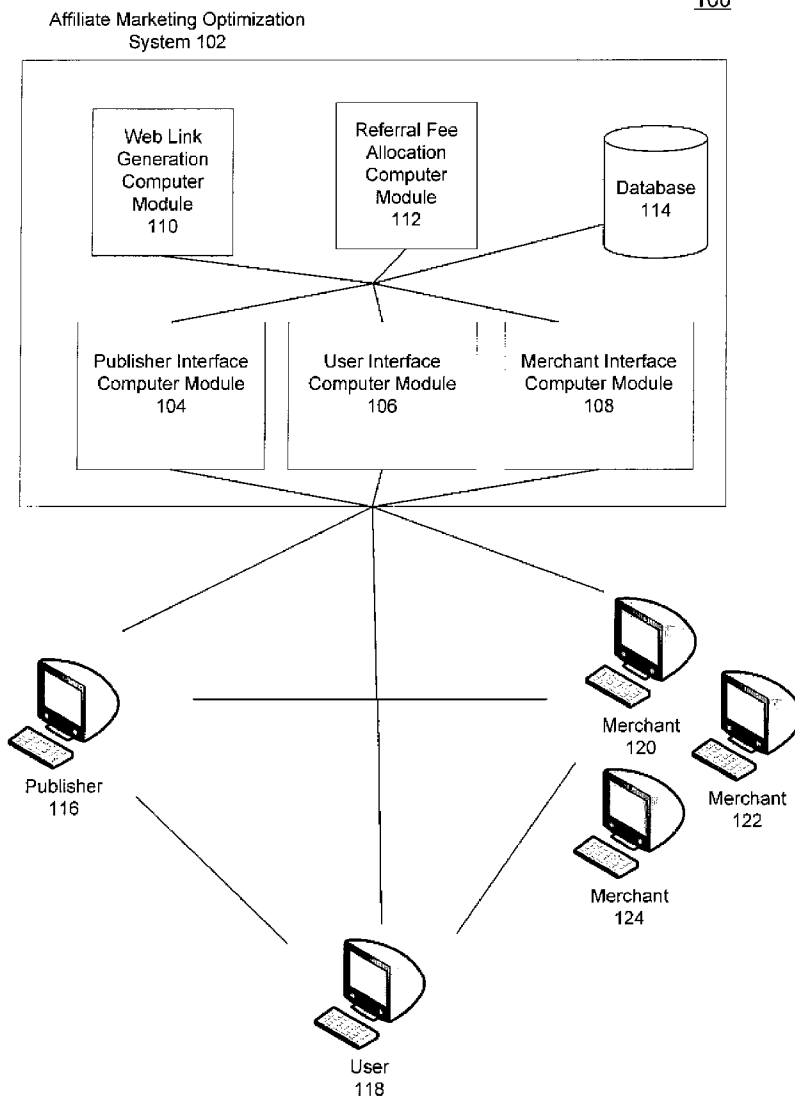 100
Affiliate Marketing Optimization
System 102
Web Link
Generation
Computer
Module
110
Referral Fee
Allocation
Computer
Module
112
Database
114
Publisher Interface
Computer Module
104
User Interface
Computer Module
106
Merchant Interface
Computer Module
108
Publisher
116
Merchant
120
Merchant
122
Merchant
124
User
118